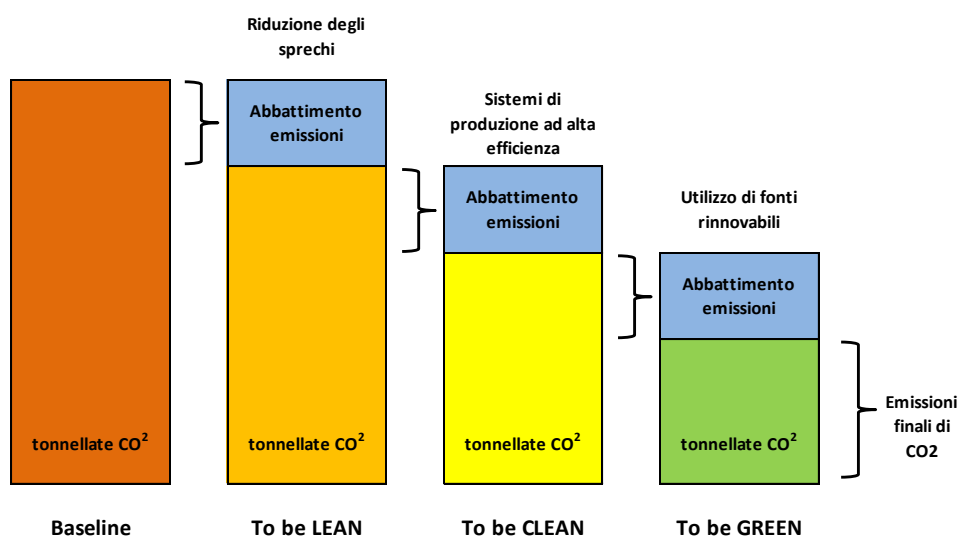 Riduzione degli
sprechi
Abbattimento
emissioni
Sistemi di
produzione ad alta
efficienza
Abbattimento
emissioni
Utilizzo di fonti
rinnovabili
Abbattimento
emissioni
tonnellate CO²
tonnellate CO²
tonnellate CO²
tonnellate CO²
Emissioni
finali di
CO2
Baseline
To be LEAN
To be CLEAN
To be GREEN